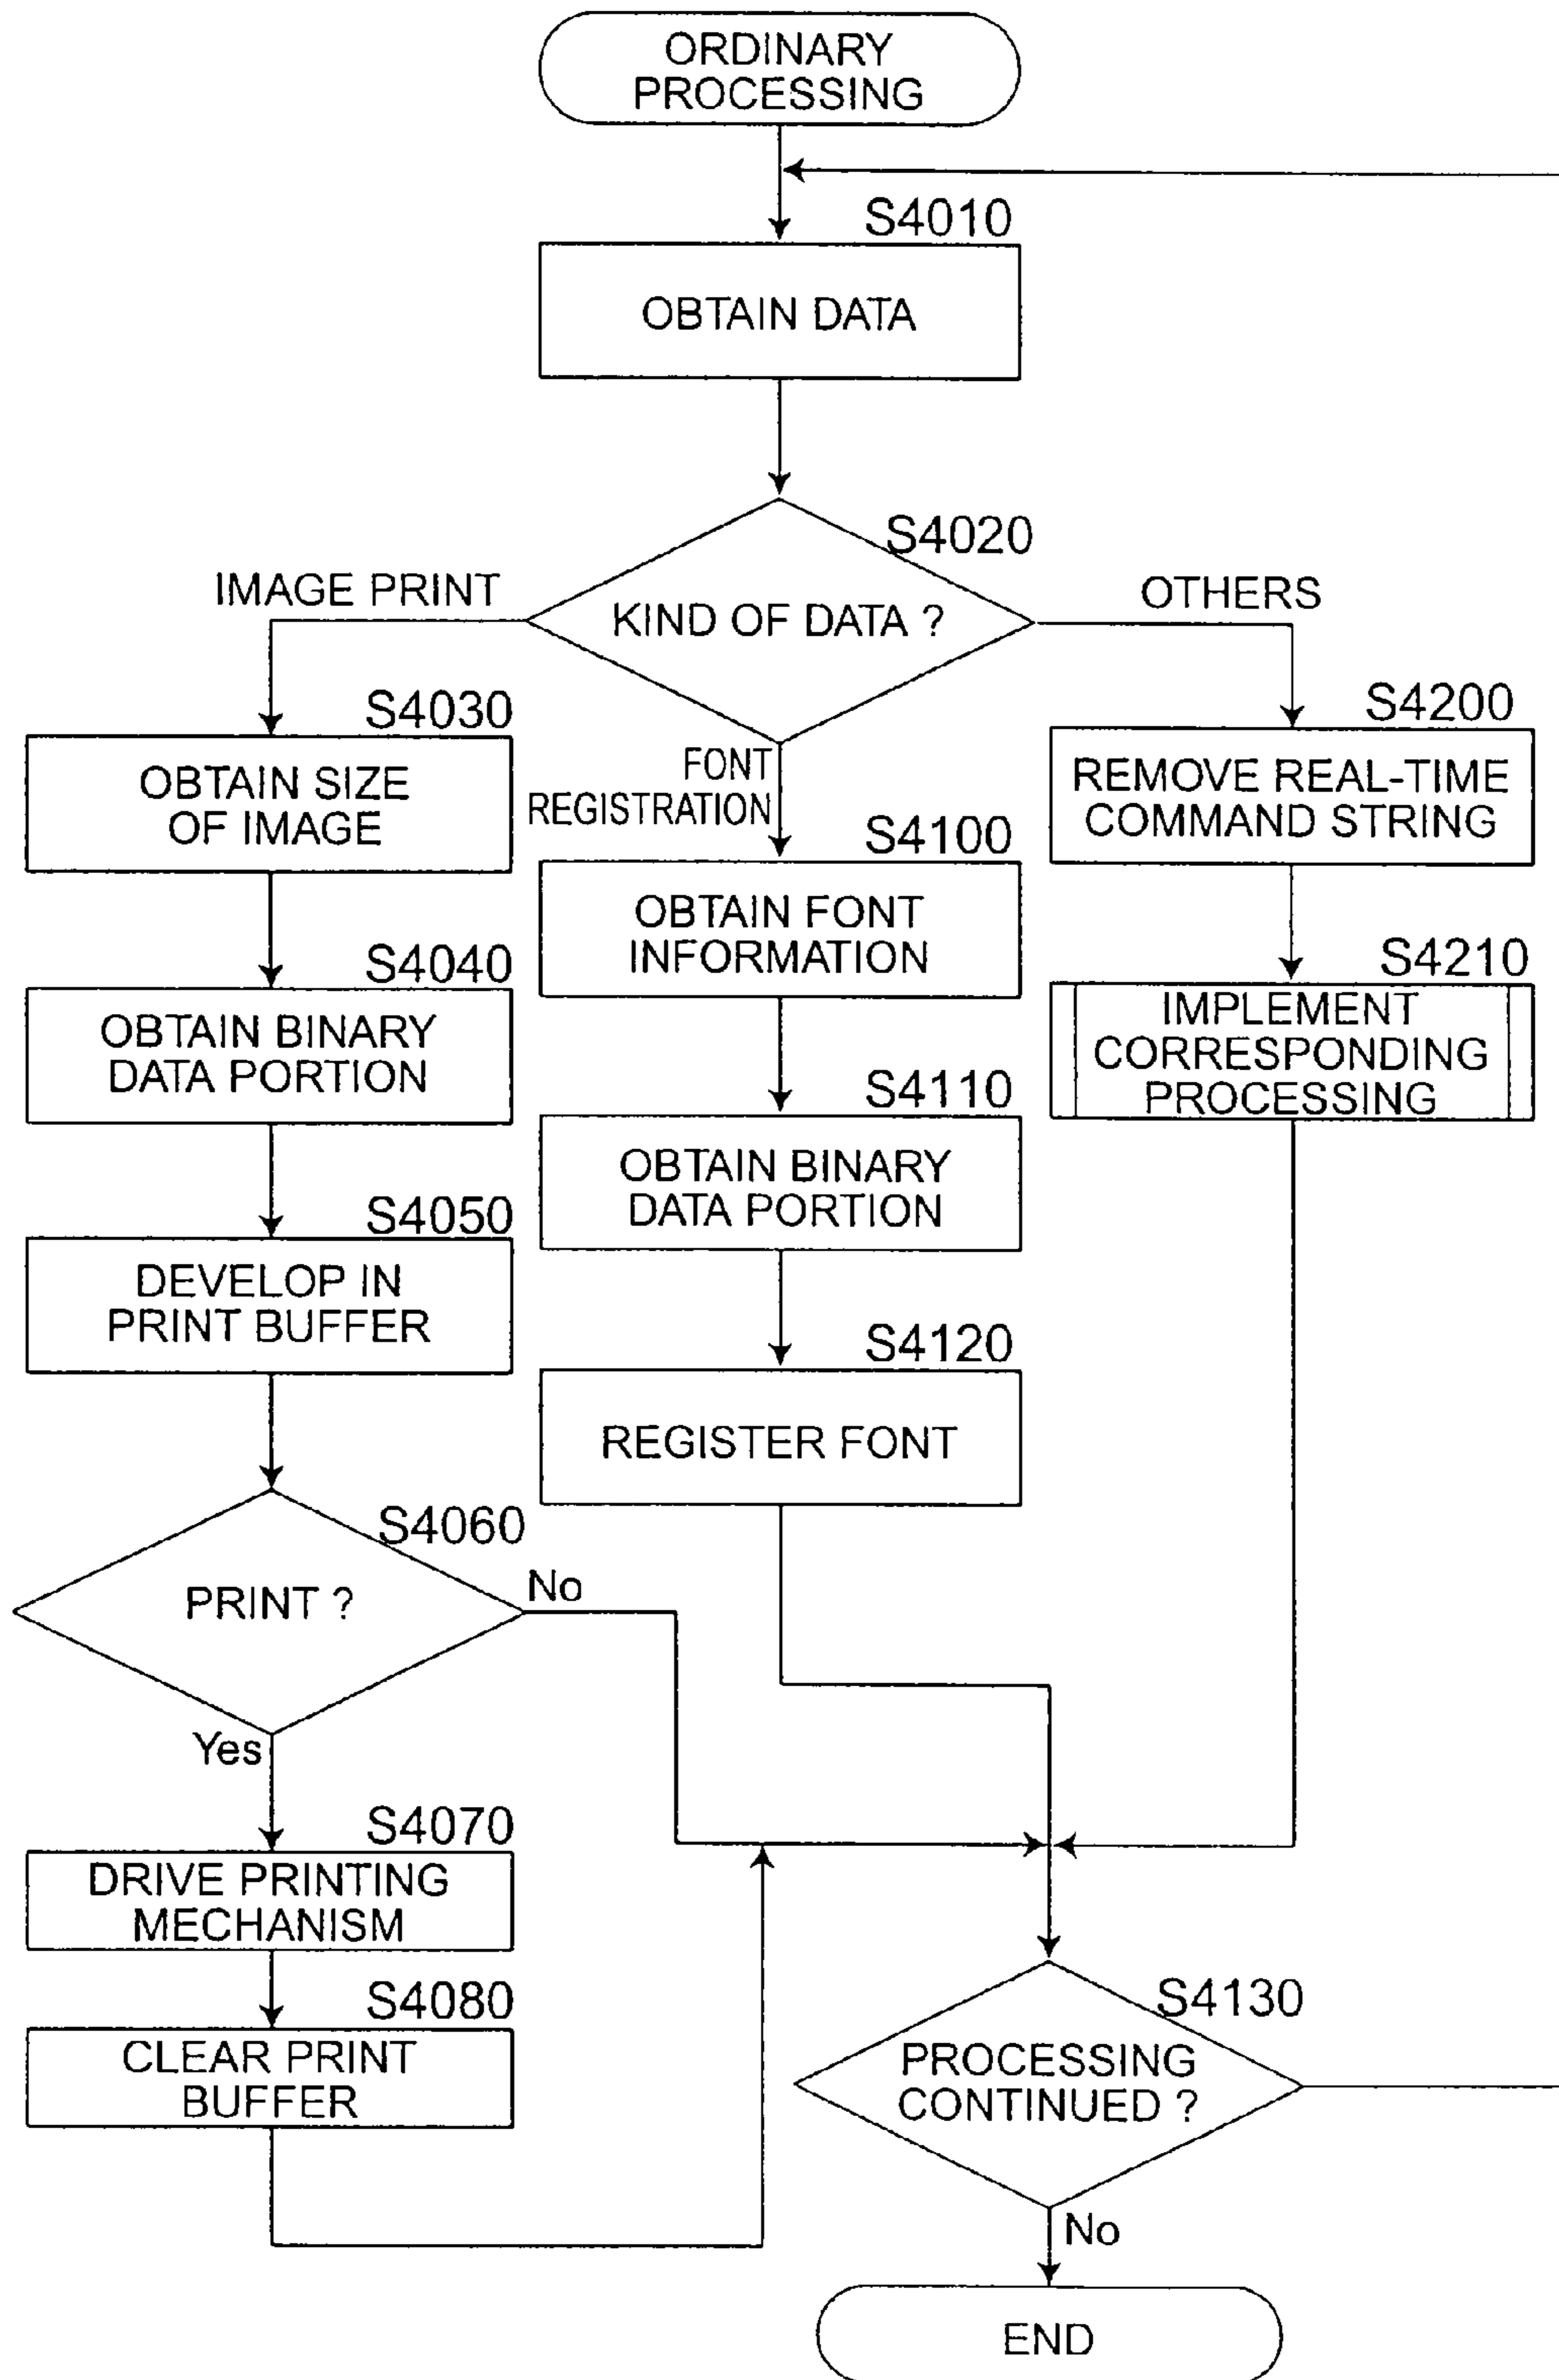 ORDINARY
PROCESSING
S4010
OBTAIN DATA
S4020
KIND OF DATA ?
IMAGE PRINT
OTHERS
FONT
REGISTRATION
S4030
OBTAIN SIZE
OF IMAGE
S4040
OBTAIN BINARY
DATA PORTION
S4050
DEVELOP IN
PRINT BUFFER
S4060
PRINT ?
No
Yes
S4070
DRIVE PRINTING
MECHANISM
S4080
CLEAR PRINT
BUFFER
S4100
OBTAIN FONT
INFORMATION
S4110
OBTAIN BINARY
DATA PORTION
S4120
REGISTER FONT
S4200
REMOVE REAL-TIME
COMMAND STRING
S4210
IMPLEMENT
CORRESPONDING
PROCESSING
S4130
PROCESSING
CONTINUED ?
No
END